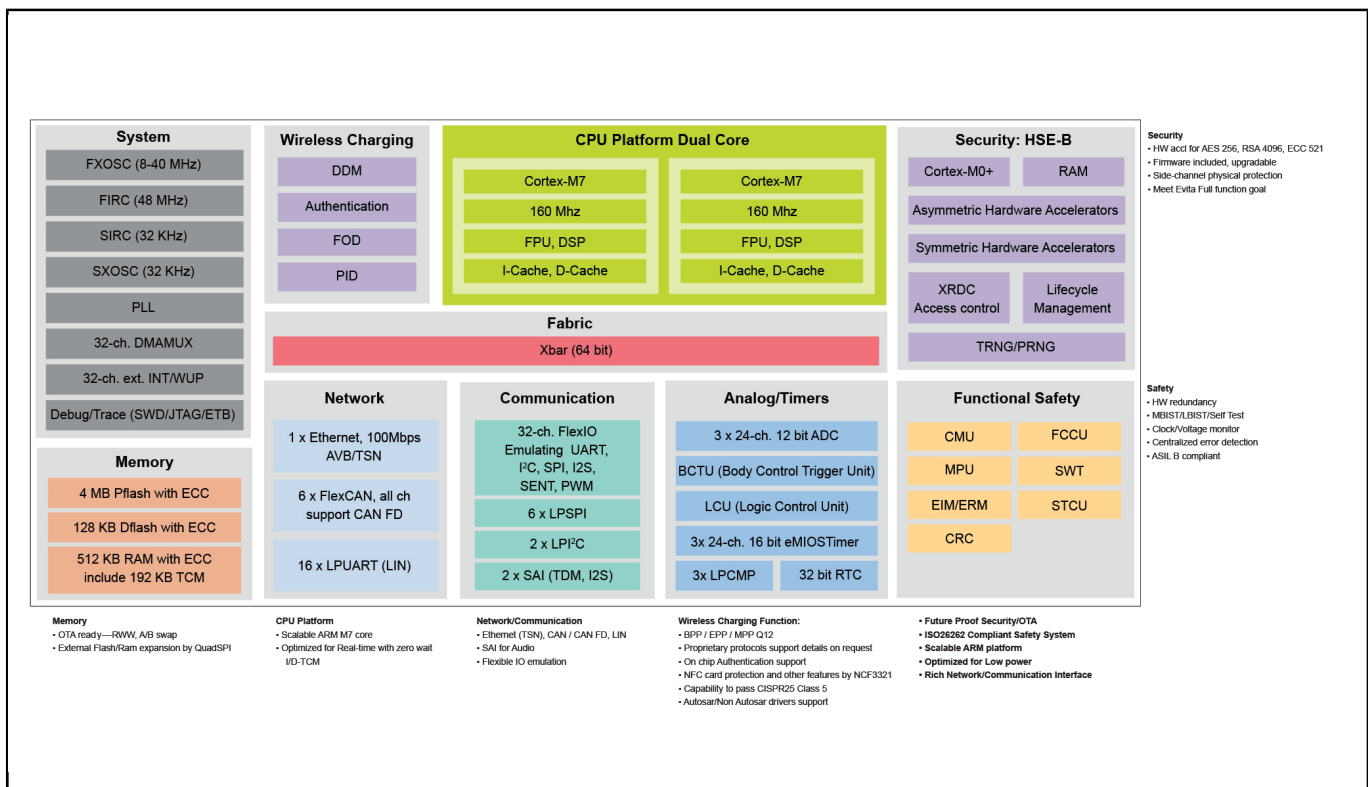 System
FXOSC (8-40 MHz)
FIRC (48 MHz)
SIRC (32 KHz)
SXOSC (32 KHz)
PLL
32-ch. DMAMUX
32-ch. ext. INT/WUP
Debug/Trace (SWD/JTAG/ETB)
Memory
4 MB Pflash with ECC
128 KB Dflash with ECC
512 KB RAM with ECC
include 192 KB TCM
Wireless Charging
DDM
Authentication
FOD
PID
CPU Platform Dual Core
Cortex-M7
160 Mhz
FPU, DSP
I-Cache, D-Cache
Cortex-M7
160 Mhz
FPU, DSP
I-Cache, D-Cache
Fabric
Xbar (64 bit)
Network
1 x Ethernet, 100Mbps
AVB/TSN
6 x FlexCAN, all ch
support CAN FD
16 x LPUART (LIN)
Communication
32-ch. FlexIO
Emulating UART,
I²C, SPI, I2S,
SENT, PWM
6 x LPSPI
2 x LPI²C
2 x SAI (TDM, I2S)
Analog/Timers
3 x 24-ch. 12 bit ADC
BCTU (Body Control Trigger Unit)
LCU (Logic Control Unit)
3x 24-ch. 16 bit eMIOSTimer
3x LPCMP
32 bit RTC
Security: HSE-B
Cortex-M0+
RAM
Asymmetric Hardware Accelerators
Symmetric Hardware Accelerators
XRDC
Access control
Lifecycle
Management
TRNG/PRNG
Functional Safety
CMU
FCCU
MPU
SWT
EIM/ERM
STCU
CRC
Security
• HW accl for AES 256, RSA 4096, ECC 521
• Firmware included, upgradable
• Side-channel physical protection
• Meet Evita Full function goal
Safety
• HW redundancy
• MBIST/LBIST/Self Test
• Clock/Voltage monitor
• Centralized error detection
• ASIL B compliant
Memory
• OTA ready—RWW, A/B swap
• External Flash/Ram expansion by QuadSPI
CPU Platform
• Scalable ARM M7 core
• Optimized for Real-time with zero wait
I/D-TCM
Network/Communication
• Ethernet (TSN), CAN / CAN FD, LIN
• SAI for Audio
• Flexible IO emulation
Wireless Charging Function:
• BPP / EPP / MPP Q12
• Proprietary protocols support details on request
• On chip Authentication support
• NFC card protection and other features by NCF3321
• Capability to pass CISPR25 Class 5
• Autosar/Non Autosar drivers support
• Future Proof Security/OTA
• ISO26262 Compliant Safety System
• Scalable ARM platform
• Optimized for Low power
• Rich Network/Communication Interface